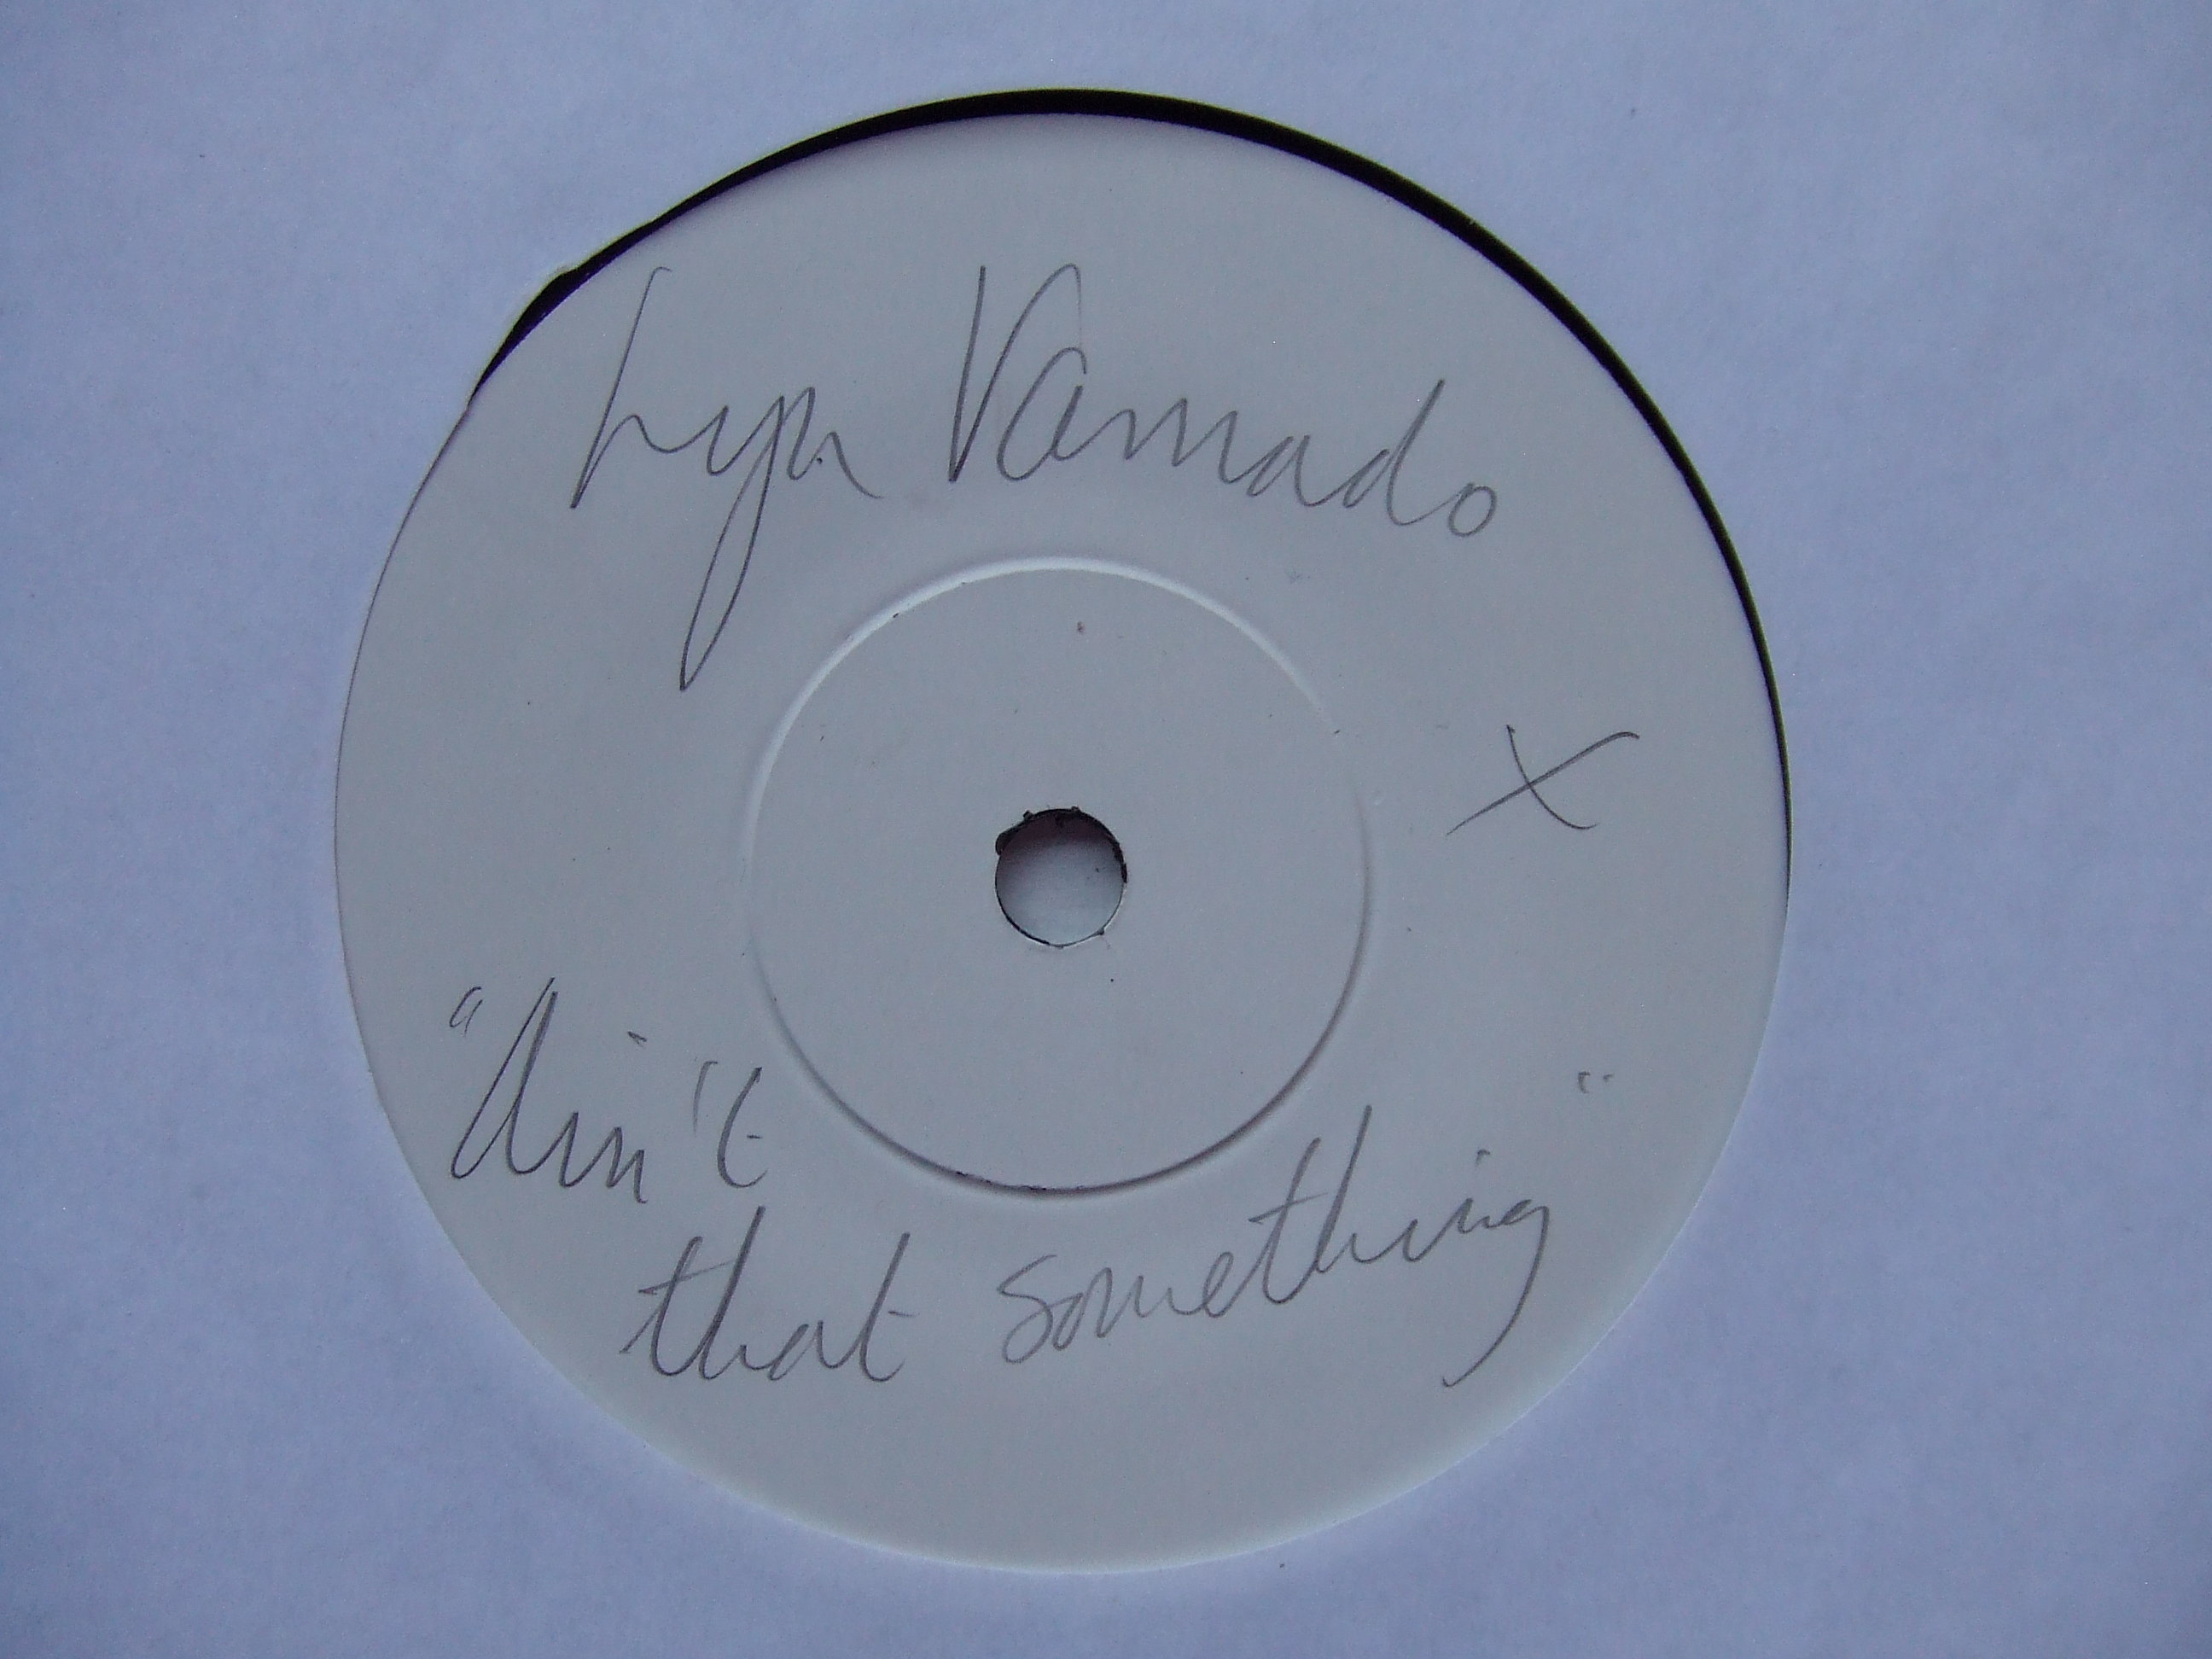 Lyn Varnado
x
"Ain't
that something"